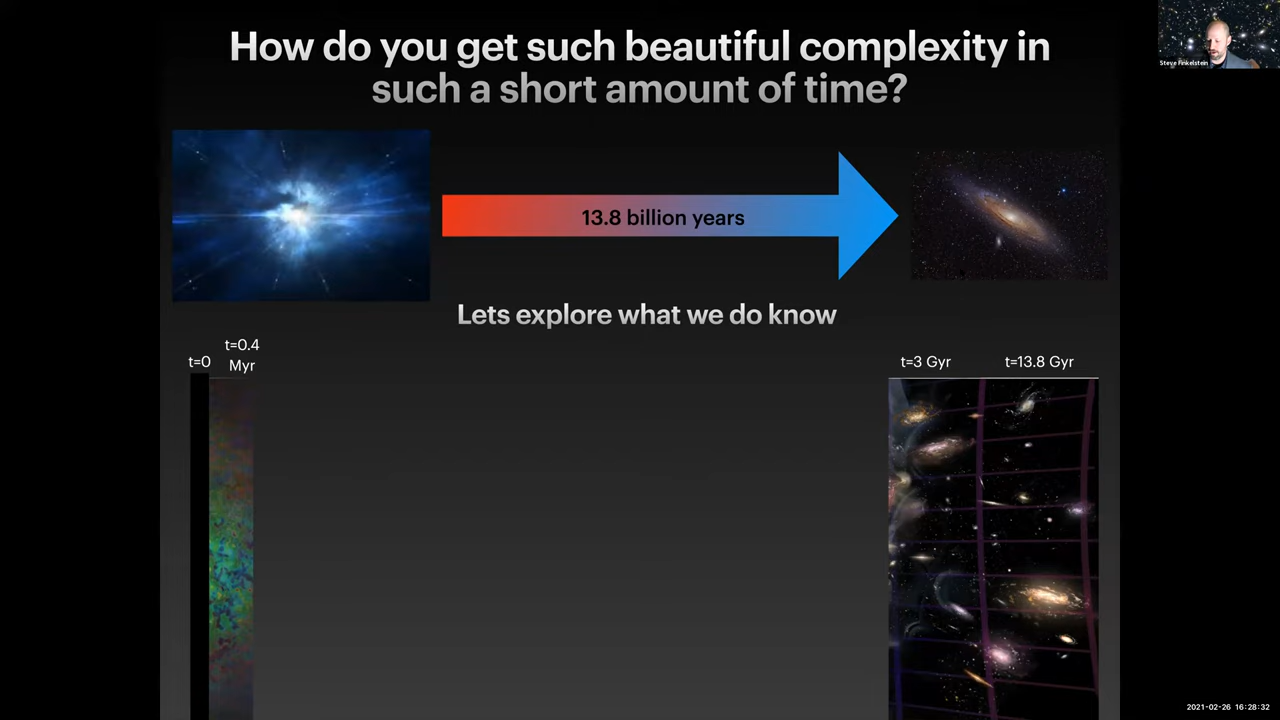 How do you get such beautiful complexity in
such a short amount of time?
Steve Finkelstein
13.8 billion years
Lets explore what we do know
t=0
t=0.4
Myr
t=3 Gyr
t=13.8 Gyr
2021-02-26 16:28:32